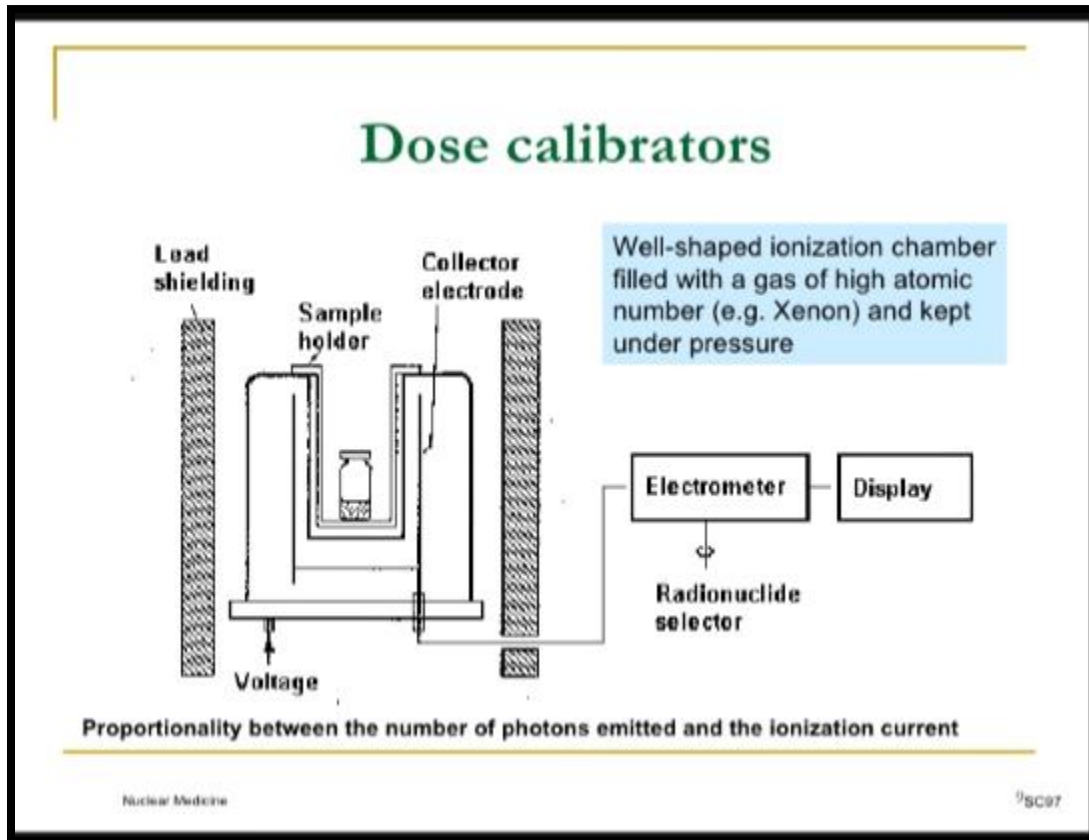 Dose calibrators
Lead
shielding
Sample
holder
Collector
electrode
Well-shaped ionization chamber
filled with a gas of high atomic
number (e.g. Xenon) and kept
under pressure
Electrometer
Display
Radionuclide
selector
Voltage
Proportionality between the number of photons emitted and the ionization current
Nuclear Medicine
9SC97